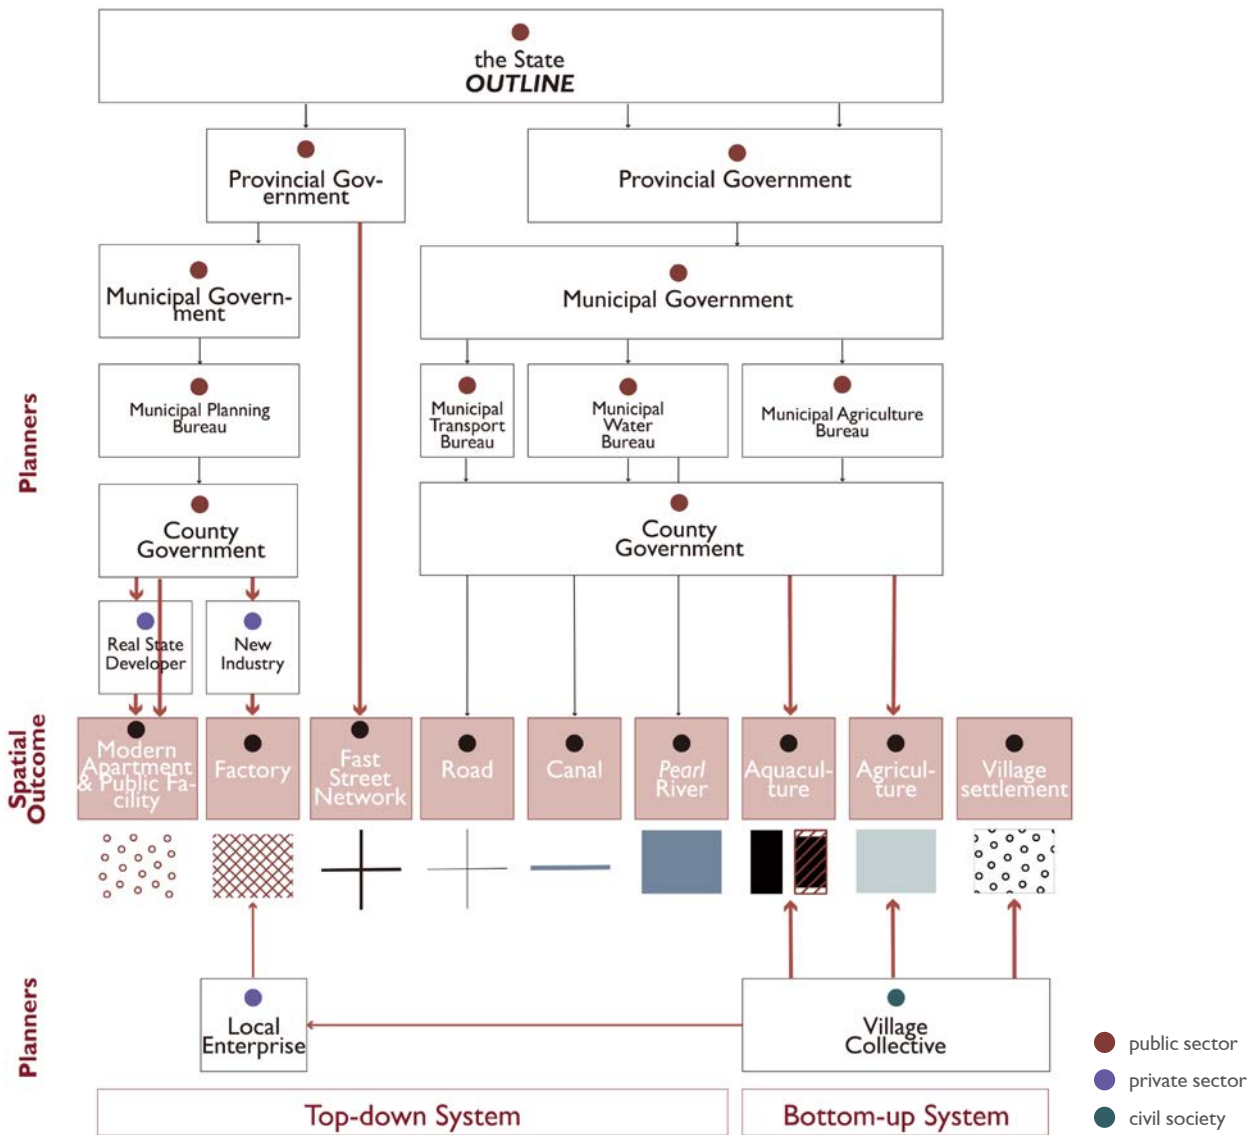 the State
OUTLINE
Provincial Gov-
ernment
Provincial Government
Municipal Govern-
ment
Municipal Government
Municipal Planning
Bureau
Municipal
Transport
Bureau
Municipal
Water
Bureau
Municipal Agriculture
Bureau
Planners
County
Government
County
Government
Real State
Developer
New
Industry
Spatial
Outcome
Modern
Apartment
& Public Fa-
cility
Factory
Fast
Street
Network
Road
Canal
Pearl
River
Aquacul-
ture
Agricul-
ture
Village
settlement
Planners
Local
Enterprise
Village
Collective
public sector
private sector
civil society
Top-down System
Bottom-up System